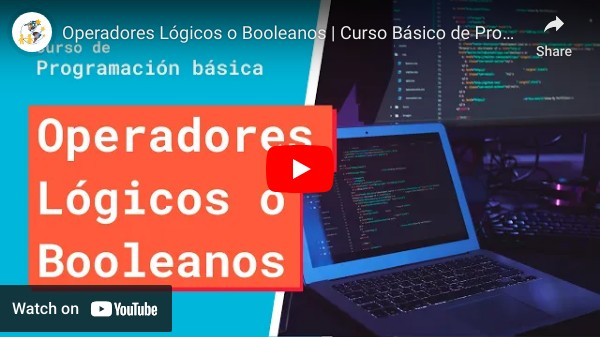 Operadores Lógicos o Booleanos | Curso Básico de Pro...
Share
Curso de
Programación básica
Operadores
Lógicos o
Booleanos
Watch on YouTube